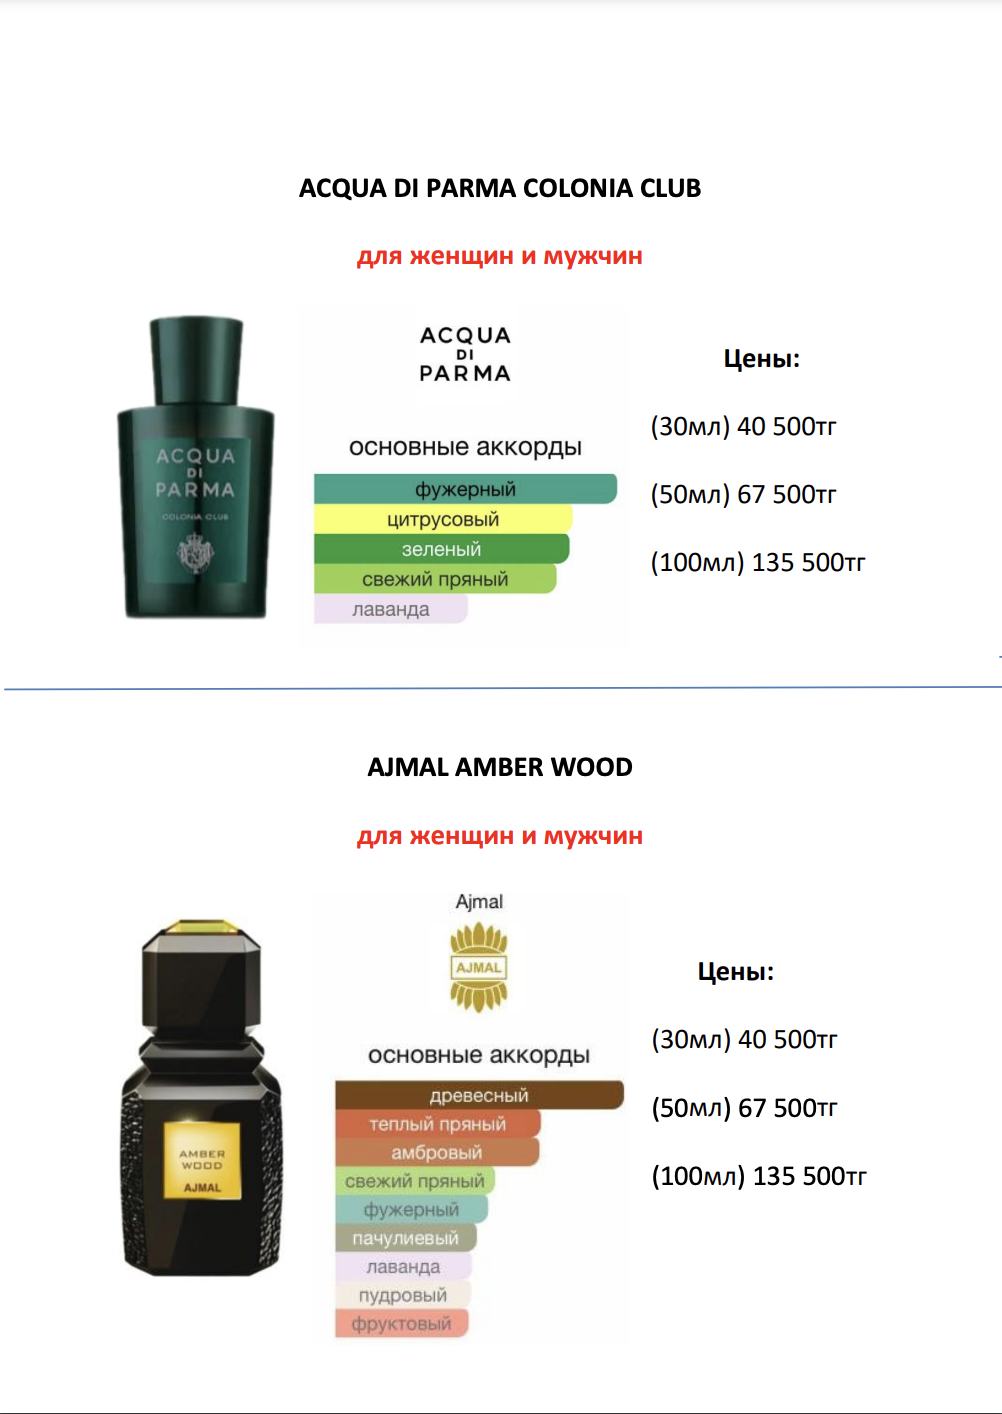 ACQUA DI PARMA COLONIA CLUB
для женщин и мужчин
ACQUA
DI
PARMA
COLONIA CLUB
ACQUA
DI
PARMA
основные аккорды
фужерный
цитрусовый
зеленый
свежий пряный
лаванда
Цены:
(30мл) 40 500тг
(50мл) 67 500тг
(100мл) 135 500тг
AJMAL AMBER WOOD
для женщин и мужчин
AMBER
WOOD
AJMAL
Ajmal
AJMAL
основные аккорды
древесный
теплый пряный
амбровый
свежий пряный
фужерный
пачулиевый
лаванда
пудровый
фруктовый
Цены:
(30мл) 40 500тг
(50мл) 67 500тг
(100мл) 135 500тг